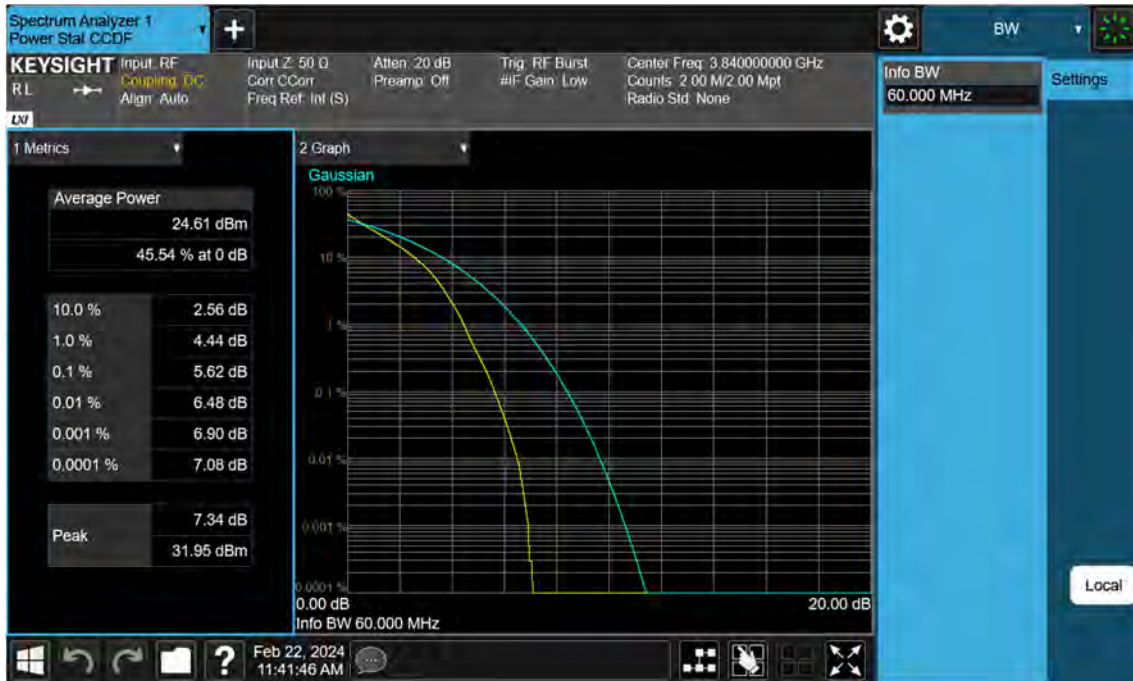 Spectrum Analyzer 1
Power Stat CCDF
BW
KEYSIGHT
RL
LXI
Input: RF
Coupling: DC
Align: Auto
Input Z: 50 Ω
Corr CCorr
Freq Ref: Int (S)
Atten: 20 dB
Preamp: Off
Trig: RF Burst
#IF Gain: Low
Center Freq: 3.840000000 GHz
Counts: 2.00 M/2.00 Mpt
Radio Std: None
Info BW
60.000 MHz
Settings
1 Metrics
Average Power
24.61 dBm
45.54 % at 0 dB
10.0 % 2.56 dB
1.0 % 4.44 dB
0.1 % 5.62 dB
0.01 % 6.48 dB
0.001 % 6.90 dB
0.0001 % 7.08 dB
Peak
7.34 dB
31.95 dBm
2 Graph
Gaussian
100 %
10 %
1 %
0.1 %
0.01 %
0.001 %
0.0001 %
0.00 dB 20.00 dB
Info BW 60.000 MHz
Local
Feb 22, 2024
11:41:46 AM